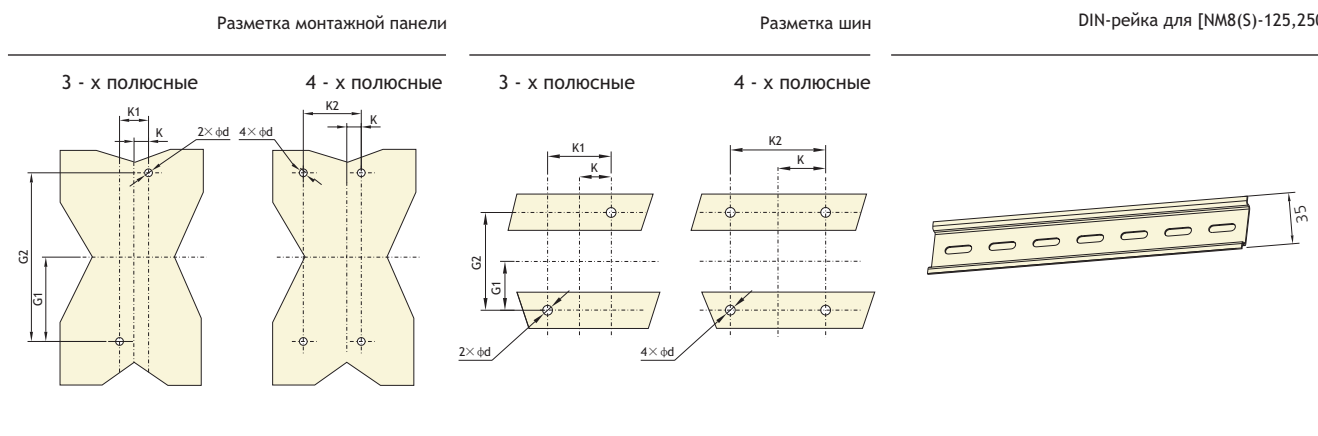 Разметка монтажной панели
3 - х полюсные
4 - х полюсные
K1
K
2× ϕd
K2
K
4× ϕd
G2
G1
Разметка шин
3 - х полюсные
4 - х полюсные
K1
K
K2
K
G2
G1
2× ϕd
4× ϕd
DIN-рейка для [NM8(S)-125,250
35